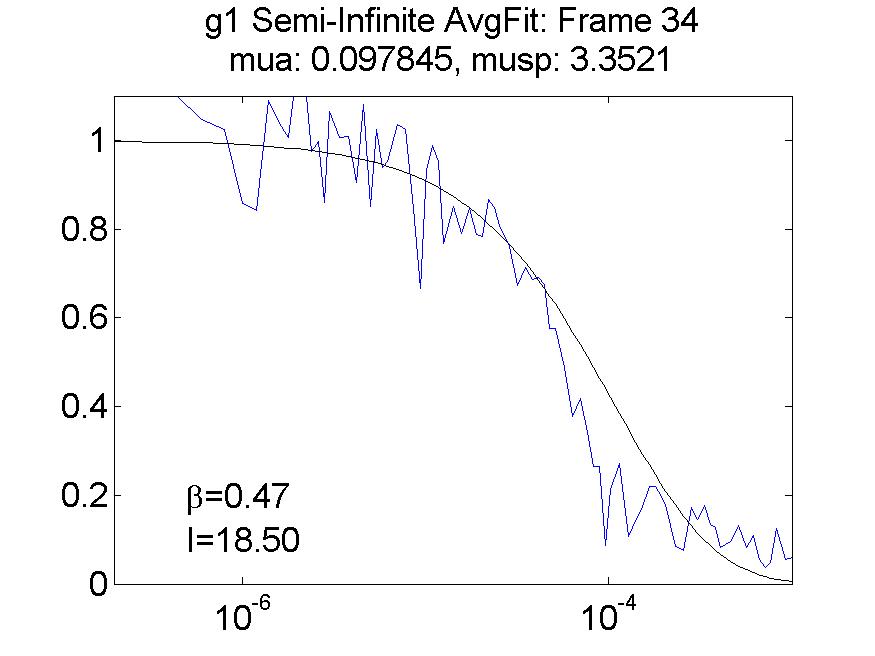 g1 Semi-Infinite AvgFit: Frame 34
mua: 0.097845, musp: 3.3521
1
0.8
0.6
0.4
0.2
0
β=0.47
I=18.50
10^-6
10^-4